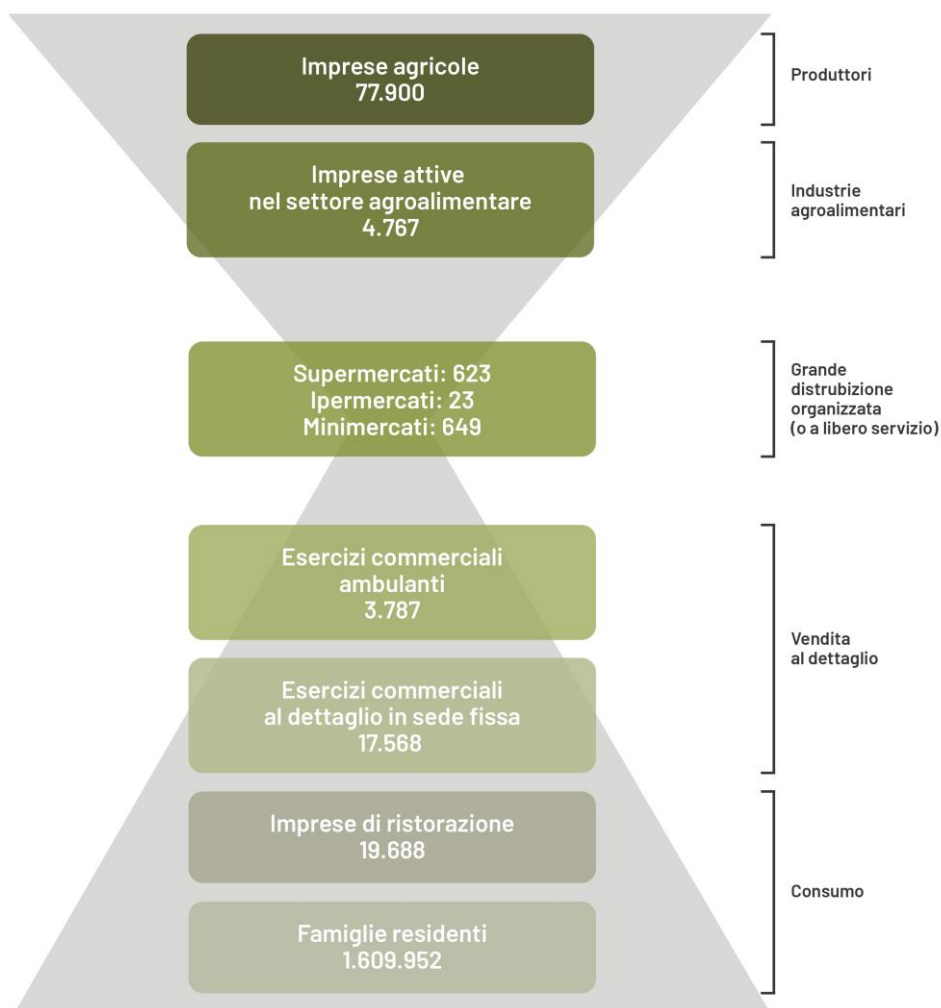 Imprese agricole
77.900
Produttori
Imprese attive
nel settore agroalimentare
4.767
Industrie
agroalimentari
Supermercati: 623
Ipermercati: 23
Minimercati: 649
Grande
distrubizione
organizzata
(o a libero servizio)
Esercizi commerciali
ambulanti
3.787
Esercizi commerciali
al dettaglio in sede fissa
17.568
Vendita
al dettaglio
Imprese di ristorazione
19.688
Famiglie residenti
1.609.952
Consumo